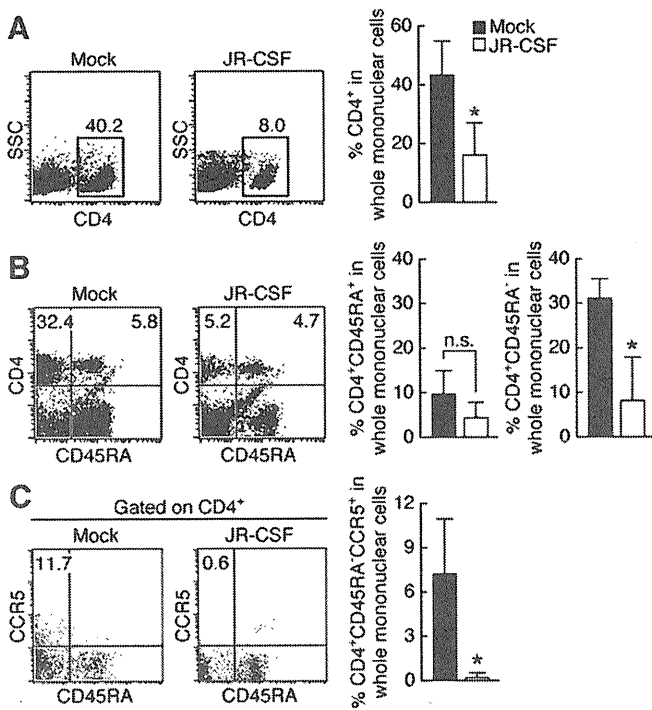 A
Mock
JR-CSF
40.2
8.0
SSC
SSC
CD4
CD4
% CD4⁺ in
whole mononuclear cells
60
40
20
0
*
Mock
JR-CSF
B
Mock
JR-CSF
32.4
5.8
5.2
4.7
CD4
CD4
CD45RA
CD45RA
% CD4⁺CD45RA⁺ in
whole mononuclear cells
40
30
20
10
0
n.s.
% CD4⁺CD45RA⁻ in
whole mononuclear cells
40
30
20
10
0
*
C
Gated on CD4⁺
Mock
JR-CSF
11.7
0.6
CCR5
CCR5
CD45RA
CD45RA
% CD4⁺CD45RA⁻CCR5⁺ in
whole mononuclear cells
12
9
6
3
0
*